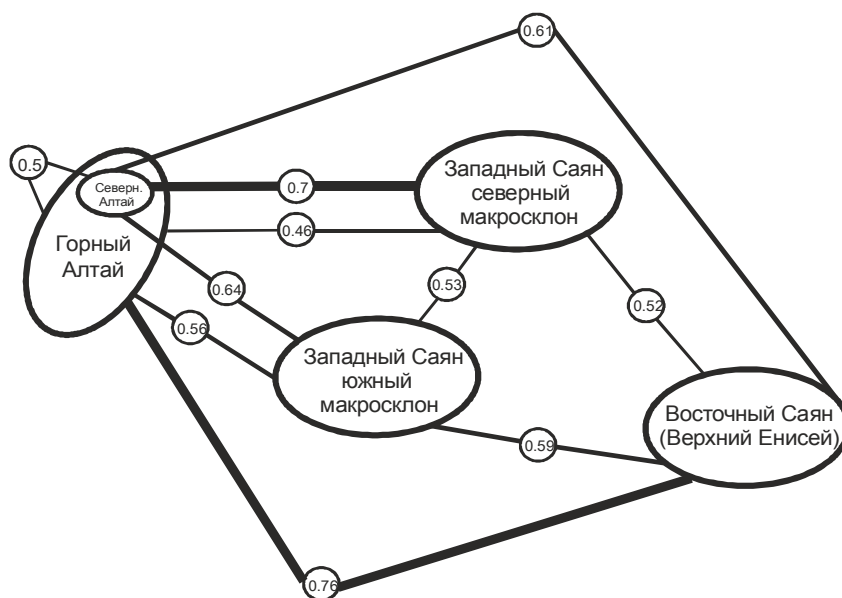 0.61
0.5
Северн.
Алтай
0.7
Западный Саян
северный
макросклон
0.46
Горный
Алтай
0.64
0.53
0.52
0.56
Западный Саян
южный
макросклон
Восточный Саян
(Верхний Енисей)
0.59
0.76